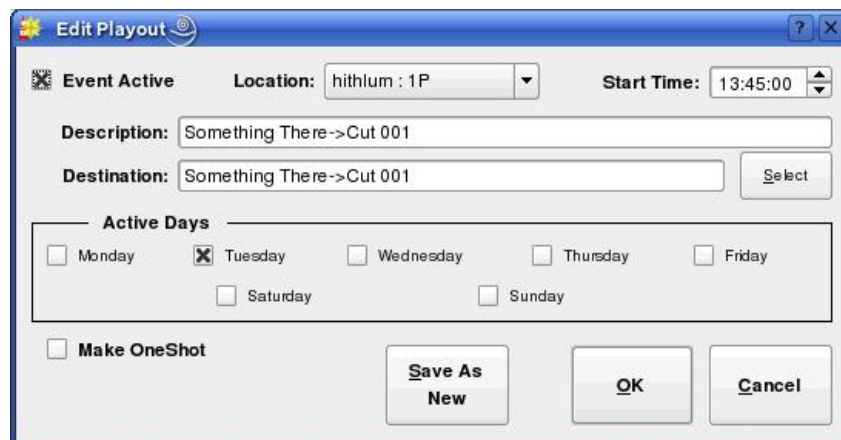 Edit Playout
?
X
Event Active Location: hithlum : 1P Start Time: 13:45:00
Description: Something There->Cut 001
Destination: Something There->Cut 001 Select
Active Days
Monday Tuesday Wednesday Thursday Friday
Saturday Sunday
Make OneShot
Save As
New
OK
Cancel